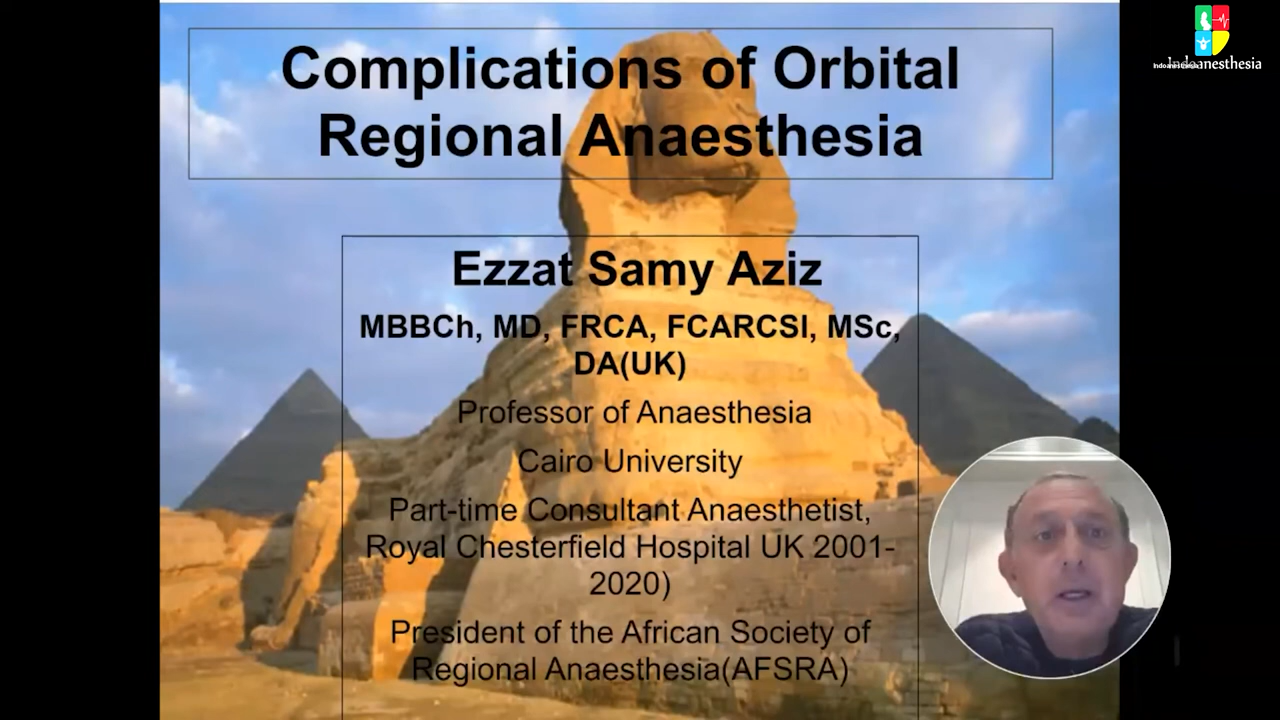 Complications of Orbital
Regional Anaesthesia
Ezzat Samy Aziz
MBBCh, MD, FRCA, FCARCSI, MSc,
DA(UK)
Professor of Anaesthesia
Cairo University
Part-time Consultant Anaesthetist,
Royal Chesterfield Hospital UK 2001-
2020)
President of the African Society of
Regional Anaesthesia(AFSRA)
Indoanesthesia